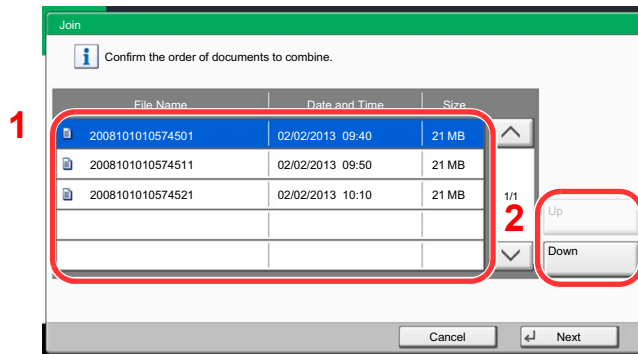 Join
Confirm the order of documents to combine.
File Name Date and Time Size
1
2008101010574501 02/02/2013 09:40 21 MB
2008101010574511 02/02/2013 09:50 21 MB
2008101010574521 02/02/2013 10:10 21 MB
1/1
2
Up
Down
Cancel Next